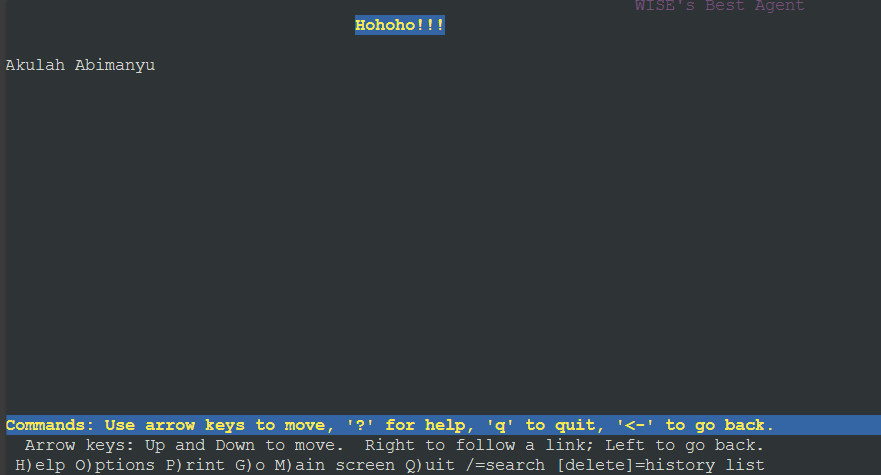 WISE's Best Agent
Hohoho!!!
Akulah Abimanyu
Commands: Use arrow keys to move, '?' for help, 'q' to quit, '<-' to go back.
Arrow keys: Up and Down to move.  Right to follow a link; Left to go back.
H)elp O)ptions P)rint G)o M)ain screen Q)uit /=search [delete]=history list